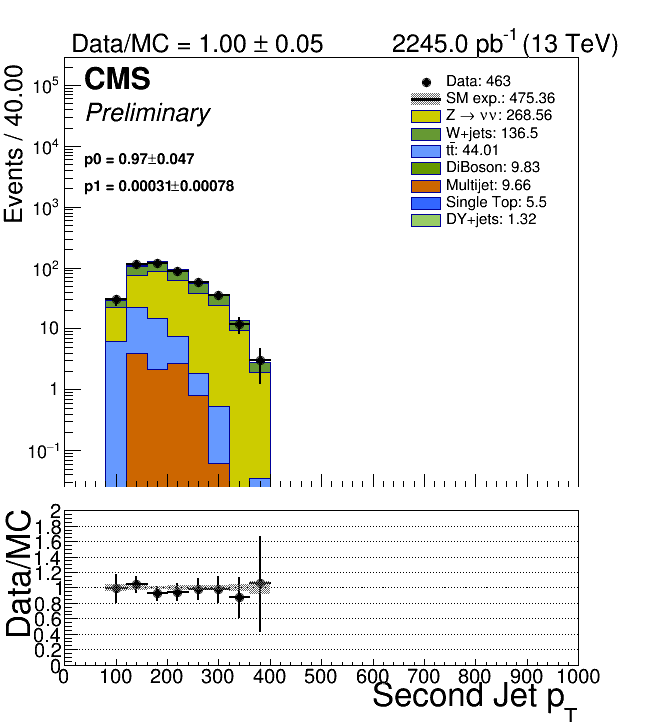 Data/MC = 1.00 ± 0.05 2245.0 pb⁻¹ (13 TeV)
CMS
Preliminary
p0 = 0.97±0.047
p1 = 0.00031±0.00078
Data: 463
SM exp.: 475.36
Z → νν: 268.56
W+jets: 136.5
tt̄: 44.01
DiBoson: 9.83
Multijet: 9.66
Single Top: 5.5
DY+jets: 1.32
Events / 40.00
10⁵
10⁴
10³
10²
10
1
10⁻¹
Data/MC
2
1.8
1.6
1.4
1.2
1
0.8
0.6
0.4
0.2
0
0 100 200 300 400 500 600 700 800 900 1000
Second Jet p_T